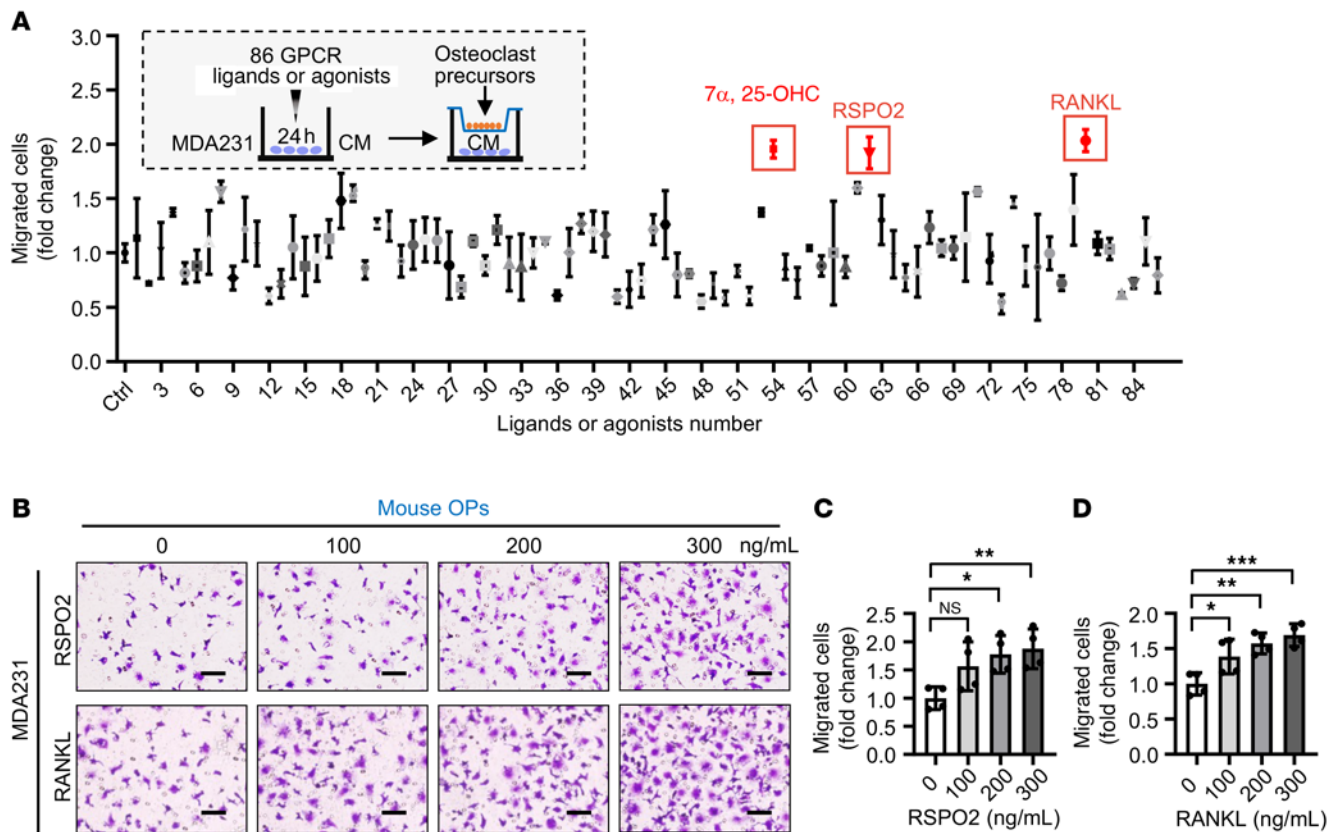 A
3.0
2.5
2.0
1.5
1.0
0.5
0.0
Migrated cells
(fold change)
86 GPCR
ligands or agonists
Osteoclast
precursors
MDA231
24 h
CM
CM
7α, 25-OHC
RSPO2
RANKL
Ctrl 3 6 9 12 15 18 21 24 27 30 33 36 39 42 45 48 51 54 57 60 63 66 69 72 75 78 81 84
Ligands or agonists number
B
Mouse OPs
0 100 200 300 ng/mL
MDA231
RSPO2
RANKL
C
**
*
NS
2.5
2.0
1.5
1.0
0.5
0.0
Migrated cells
(fold change)
0 100 200 300
RSPO2 (ng/mL)
D
***
**
*
2.0
1.5
1.0
0.5
0.0
Migrated cells
(fold change)
0 100 200 300
RANKL (ng/mL)